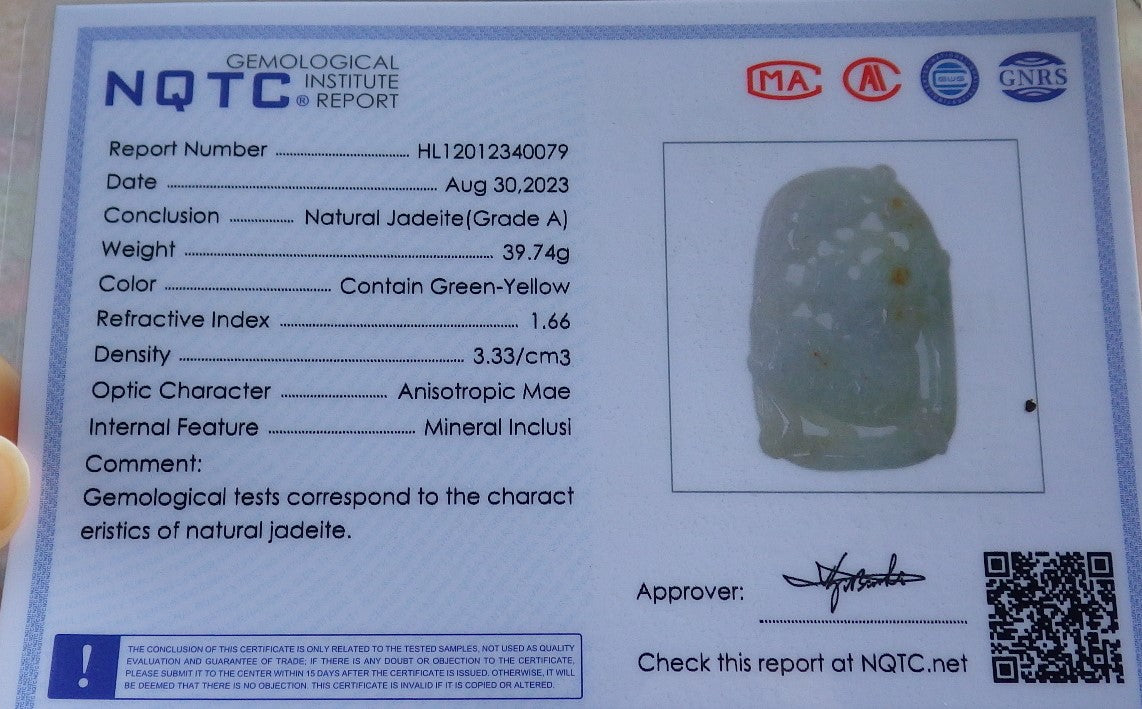 GEMOLOGICAL
NQTC® INSTITUTE
REPORT
MA
GNRS
Report Number HL12012340079
Date Aug 30,2023
Conclusion Natural Jadeite(Grade A)
Weight 39.74g
Color Contain Green-Yellow
Refractive Index 1.66
Density 3.33/cm3
Optic Character Anisotropic Mae
Internal Feature Mineral Inclusi
Comment:
Gemological tests correspond to the charact
eristics of natural jadeite.
Approver:
Check this report at NQTC.net
! THE CONCLUSION OF THIS CERTIFICATE IS ONLY RELATED TO THE TESTED SAMPLES, NOT USED AS QUALITY
EVALUATION AND GUARANTEE OF TRADE; IF THERE IS ANY DOUBT OR OBJECTION TO THE CERTIFICATE,
PLEASE SUBMIT IT TO THE CENTER WITHIN 15 DAYS AFTER THE CERTIFICATE IS ISSUED. OTHERWISE, IT WILL
BE DEEMED THAT THERE IS NO OBJECTION. THIS CERTIFICATE IS INVALID IF IT IS COPIED OR ALTERED.